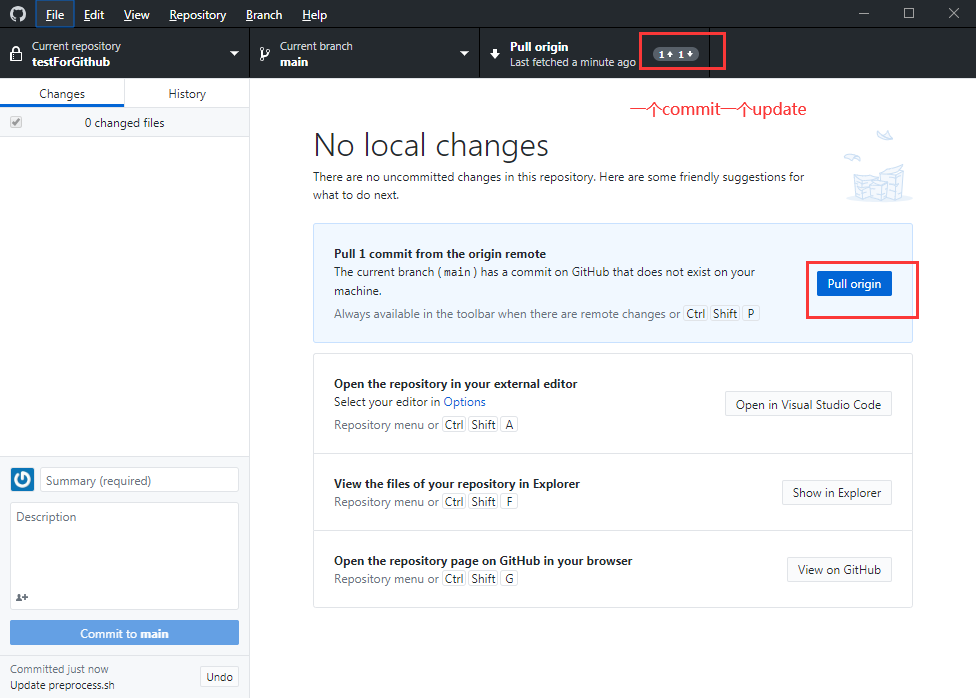 File Edit View Repository Branch Help
Current repository
testForGithub
Current branch
main
Pull origin
Last fetched a minute ago
1 1
一个commit一个update
Changes
History
0 changed files
No local changes
There are no uncommitted changes in this repository. Here are some friendly suggestions for
what to do next.
Pull 1 commit from the origin remote
The current branch (main) has a commit on GitHub that does not exist on your
machine.
Always available in the toolbar when there are remote changes or Ctrl Shift P
Pull origin
Open the repository in your external editor
Select your editor in Options
Repository menu or Ctrl Shift A
Open in Visual Studio Code
View the files of your repository in Explorer
Repository menu or Ctrl Shift F
Show in Explorer
Open the repository page on GitHub in your browser
Repository menu or Ctrl Shift G
View on GitHub
Summary (required)
Description
Commit to main
Committed just now
Update preprocess.sh
Undo